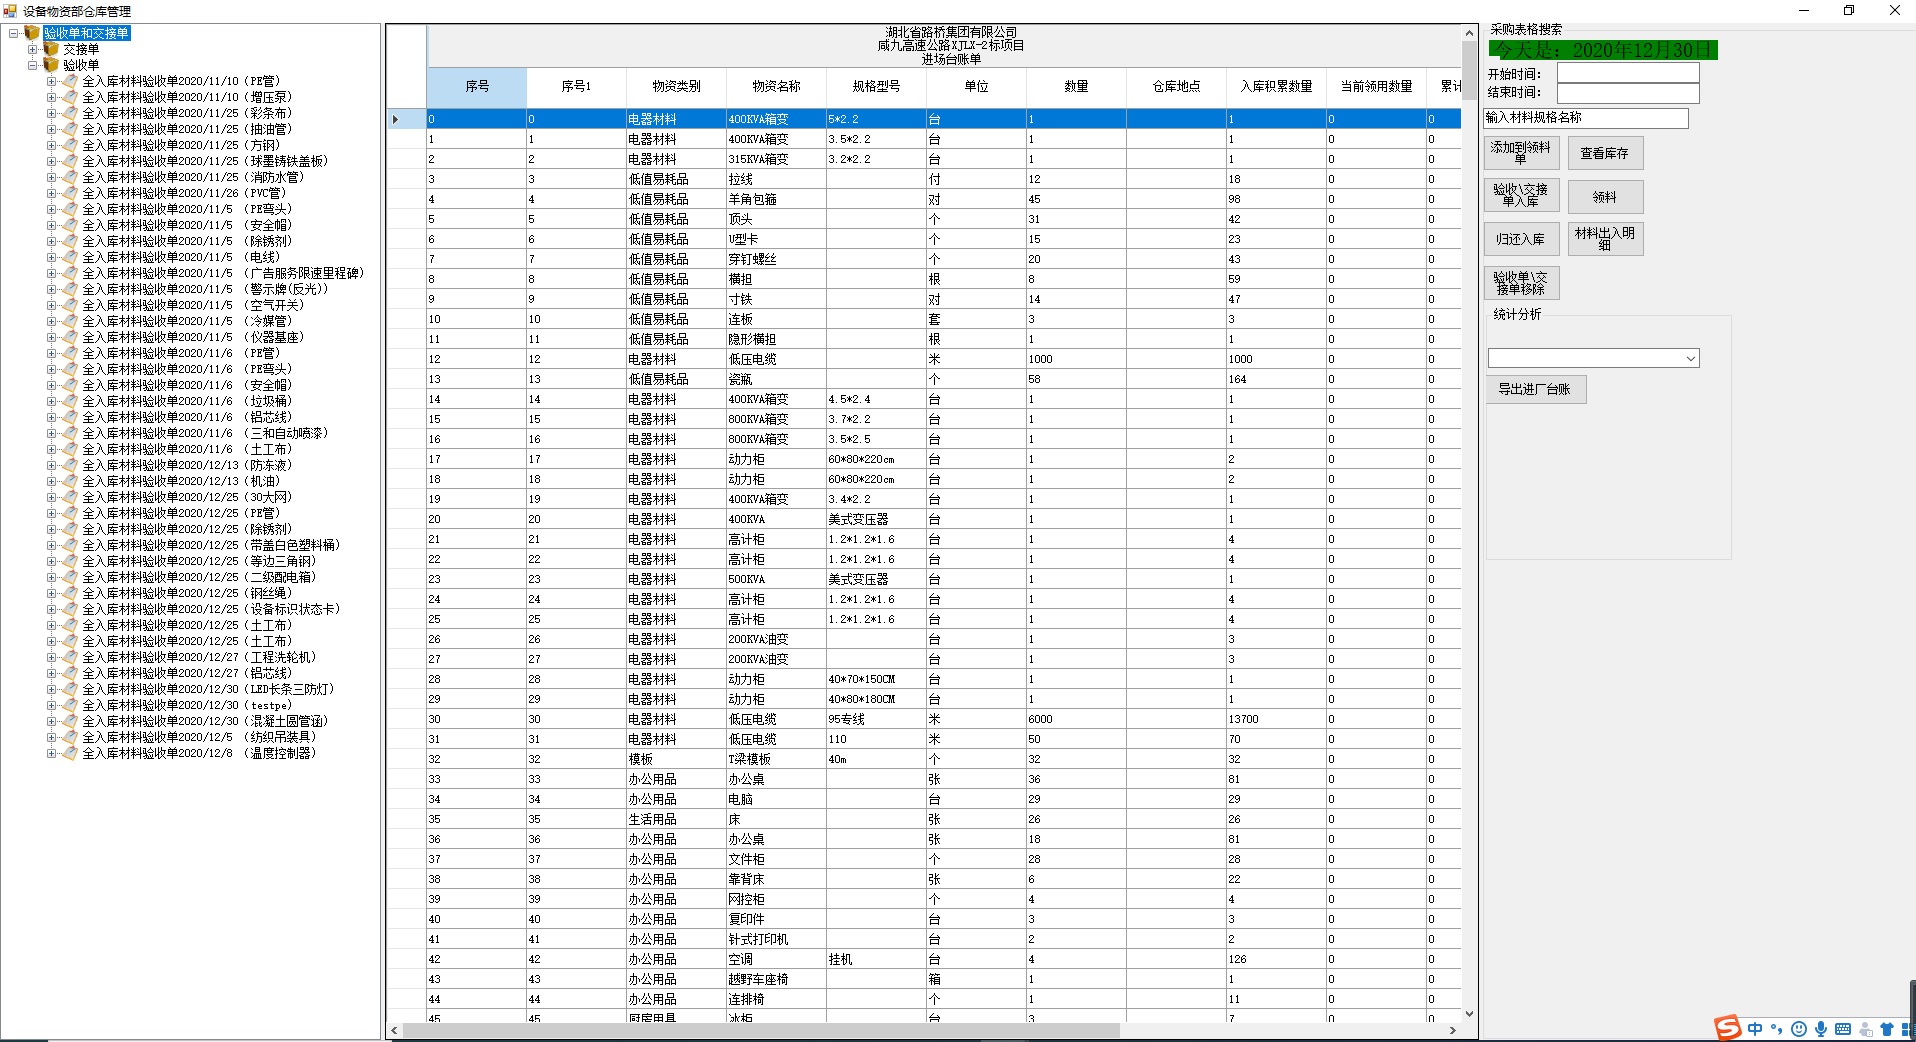 设备物资部仓库管理
验收单和交接单
交接单
验收单
全入库材料验收单2020/11/10（PE管）
全入库材料验收单2020/11/10（增压泵）
全入库材料验收单2020/11/25（彩条布）
全入库材料验收单2020/11/25（抽油管）
全入库材料验收单2020/11/25（方钢）
全入库材料验收单2020/11/25（球墨铸铁盖板）
全入库材料验收单2020/11/25（消防水管）
全入库材料验收单2020/11/26（PVC管）
全入库材料验收单2020/11/5 （PE弯头）
全入库材料验收单2020/11/5 （安全帽）
全入库材料验收单2020/11/5 （除锈剂）
全入库材料验收单2020/11/5 （电线）
全入库材料验收单2020/11/5 （广告服务限速里程碑）
全入库材料验收单2020/11/5 （警示牌(反光)）
全入库材料验收单2020/11/5 （空气开关）
全入库材料验收单2020/11/5 （冷媒管）
全入库材料验收单2020/11/5 （仪器基座）
全入库材料验收单2020/11/6 （PE管）
全入库材料验收单2020/11/6 （PE弯头）
全入库材料验收单2020/11/6 （安全帽）
全入库材料验收单2020/11/6 （垃圾桶）
全入库材料验收单2020/11/6 （铝芯线）
全入库材料验收单2020/11/6 （三和自动喷漆）
全入库材料验收单2020/11/6 （土工布）
全入库材料验收单2020/12/13（防冻液）
全入库材料验收单2020/12/13（机油）
全入库材料验收单2020/12/25（30大网）
全入库材料验收单2020/12/25（PE管）
全入库材料验收单2020/12/25（除锈剂）
全入库材料验收单2020/12/25（带盖白色塑料桶）
全入库材料验收单2020/12/25（等边三角钢）
全入库材料验收单2020/12/25（二级配电箱）
全入库材料验收单2020/12/25（钢丝绳）
全入库材料验收单2020/12/25（设备标识状态卡）
全入库材料验收单2020/12/25（土工布）
全入库材料验收单2020/12/25（土工布）
全入库材料验收单2020/12/27（工程洗轮机）
全入库材料验收单2020/12/27（铝芯线）
全入库材料验收单2020/12/30（LED长条三防灯）
全入库材料验收单2020/12/30（testpe）
全入库材料验收单2020/12/30（混凝土圆管涵）
全入库材料验收单2020/12/5 （纺织吊装具）
全入库材料验收单2020/12/8 （温度控制器）
湖北省路桥集团有限公司
咸九高速公路XJLX-2标项目
进场台账单
序号 序号1 物资类别 物资名称 规格型号 单位 数量 仓库地点 入库积累数量 当前领用数量 累计
0 0 电器材料 400KVA箱变 5*2.2 台 1 1 0 0
1 1 电器材料 400KVA箱变 3.5*2.2 台 1 1 0 0
2 2 电器材料 315KVA箱变 3.2*2.2 台 1 1 0 0
3 3 低值易耗品 拉线 付 12 18 0 0
4 4 低值易耗品 羊角包箍 对 45 98 0 0
5 5 低值易耗品 顶头 个 31 42 0 0
6 6 低值易耗品 U型卡 个 15 23 0 0
7 7 低值易耗品 穿钉螺丝 个 20 43 0 0
8 8 低值易耗品 横担 根 8 59 0 0
9 9 低值易耗品 寸铁 对 14 47 0 0
10 10 低值易耗品 连板 套 3 3 0 0
11 11 低值易耗品 隐形横担 根 1 1 0 0
12 12 电器材料 低压电缆 米 1000 1000 0 0
13 13 低值易耗品 瓷瓶 个 58 164 0 0
14 14 电器材料 400KVA箱变 4.5*2.4 台 1 1 0 0
15 15 电器材料 800KVA箱变 3.7*2.2 台 1 1 0 0
16 16 电器材料 800KVA箱变 3.5*2.5 台 1 1 0 0
17 17 电器材料 动力柜 60*80*220cm 台 1 2 0 0
18 18 电器材料 动力柜 60*80*220cm 台 1 2 0 0
19 19 电器材料 400KVA箱变 3.4*2.2 台 1 1 0 0
20 20 电器材料 400KVA 美式变压器 台 1 1 0 0
21 21 电器材料 高计柜 1.2*1.2*1.6 台 1 4 0 0
22 22 电器材料 高计柜 1.2*1.2*1.6 台 1 4 0 0
23 23 电器材料 500KVA 美式变压器 台 1 1 0 0
24 24 电器材料 高计柜 1.2*1.2*1.6 台 1 4 0 0
25 25 电器材料 高计柜 1.2*1.2*1.6 台 1 4 0 0
26 26 电器材料 200KVA油变 台 1 3 0 0
27 27 电器材料 200KVA油变 台 1 3 0 0
28 28 电器材料 动力柜 40*70*150CM 台 1 1 0 0
29 29 电器材料 动力柜 40*80*180CM 台 1 1 0 0
30 30 电器材料 低压电缆 95专线 米 6000 13700 0 0
31 31 电器材料 低压电缆 110 米 50 70 0 0
32 32 模板 T梁模板 40m 个 32 32 0 0
33 33 办公用品 办公桌 张 36 81 0 0
34 34 办公用品 电脑 台 29 29 0 0
35 35 生活用品 床 张 26 26 0 0
36 36 办公用品 办公桌 张 18 81 0 0
37 37 办公用品 文件柜 个 28 28 0 0
38 38 办公用品 靠背床 张 6 22 0 0
39 39 办公用品 网控柜 个 4 4 0 0
40 40 办公用品 复印件 台 3 3 0 0
41 41 办公用品 针式打印机 台 2 2 0 0
42 42 办公用品 空调 挂机 台 4 126 0 0
43 43 办公用品 越野车座椅 箱 1 1 0 0
44 44 办公用品 连排椅 个 1 11 0 0
45 45 厨房用具 冰柜 台 3 7 0 0
采购表格搜索
今天是：2020年12月30日
开始时间：
结束时间：
输入材料规格名称
添加到领料单 查看库存
验收\交接单入库 领料
归还入库 材料出入明细
验收单\交接单移除
统计分析
导出进厂台账
中